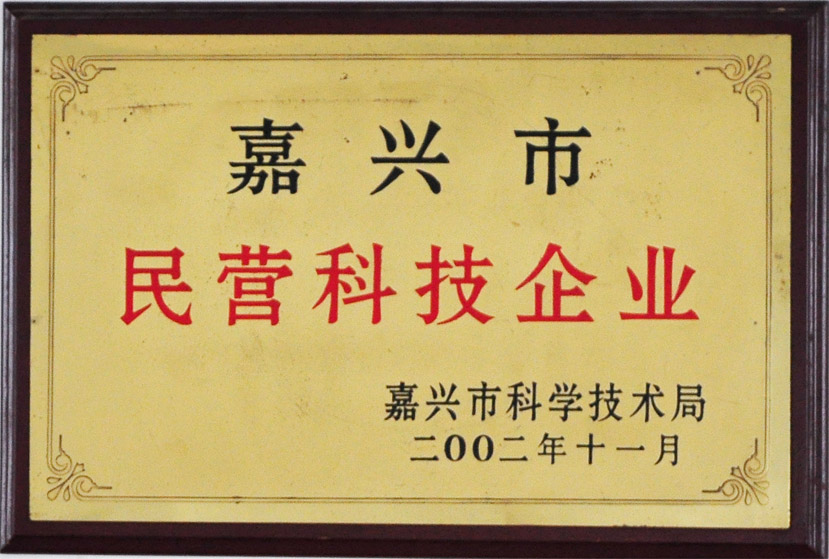 嘉兴市
民营科技企业
嘉兴市科学技术局
二00二年十一月